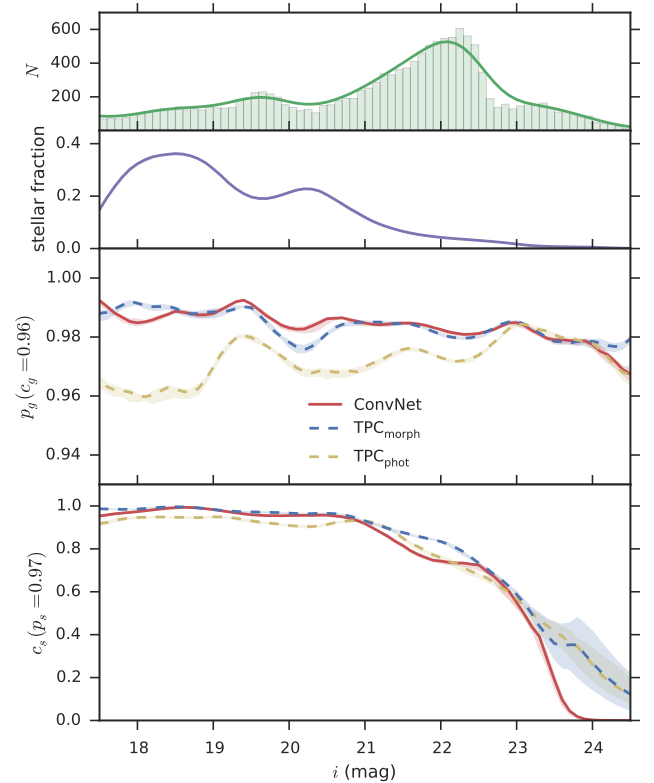 600
400
200
N
0.4
0.2
0.0
stellar fraction
1.00
0.98
0.96
0.94
p_g (c_g = 0.96)
ConvNet
TPC_morph
TPC_phot
1.0
0.8
0.6
0.4
0.2
0.0
c_s (p_s = 0.97)
18 19 20 21 22 23 24
i (mag)